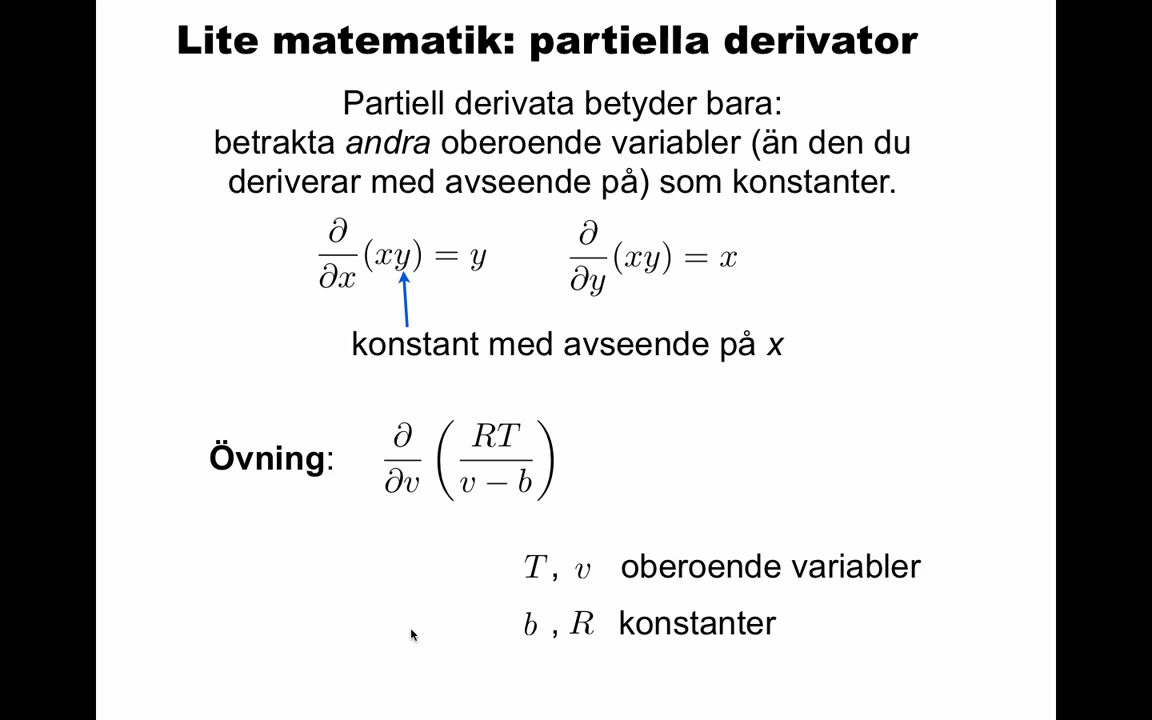 Lite matematik: partiella derivator
Partiell derivata betyder bara:
betrakta andra oberoende variabler (än den du
deriverar med avseende på) som konstanter.
∂/∂x (xy) = y    ∂/∂y (xy) = x
konstant med avseende på x
Övning: ∂/∂v (RT/(v − b))
T, v oberoende variabler
b , R konstanter